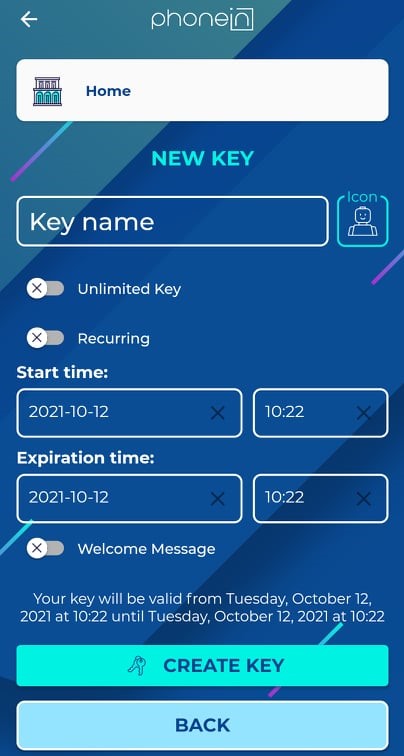 phonein
Home
NEW KEY
Icon
Key name
Unlimited Key
Recurring
Start time:
2021-10-12
10:22
Expiration time:
2021-10-12
10:22
Welcome Message
Your key will be valid from Tuesday, October 12,
2021 at 10:22 until Tuesday, October 12, 2021 at 10:22
CREATE KEY
BACK